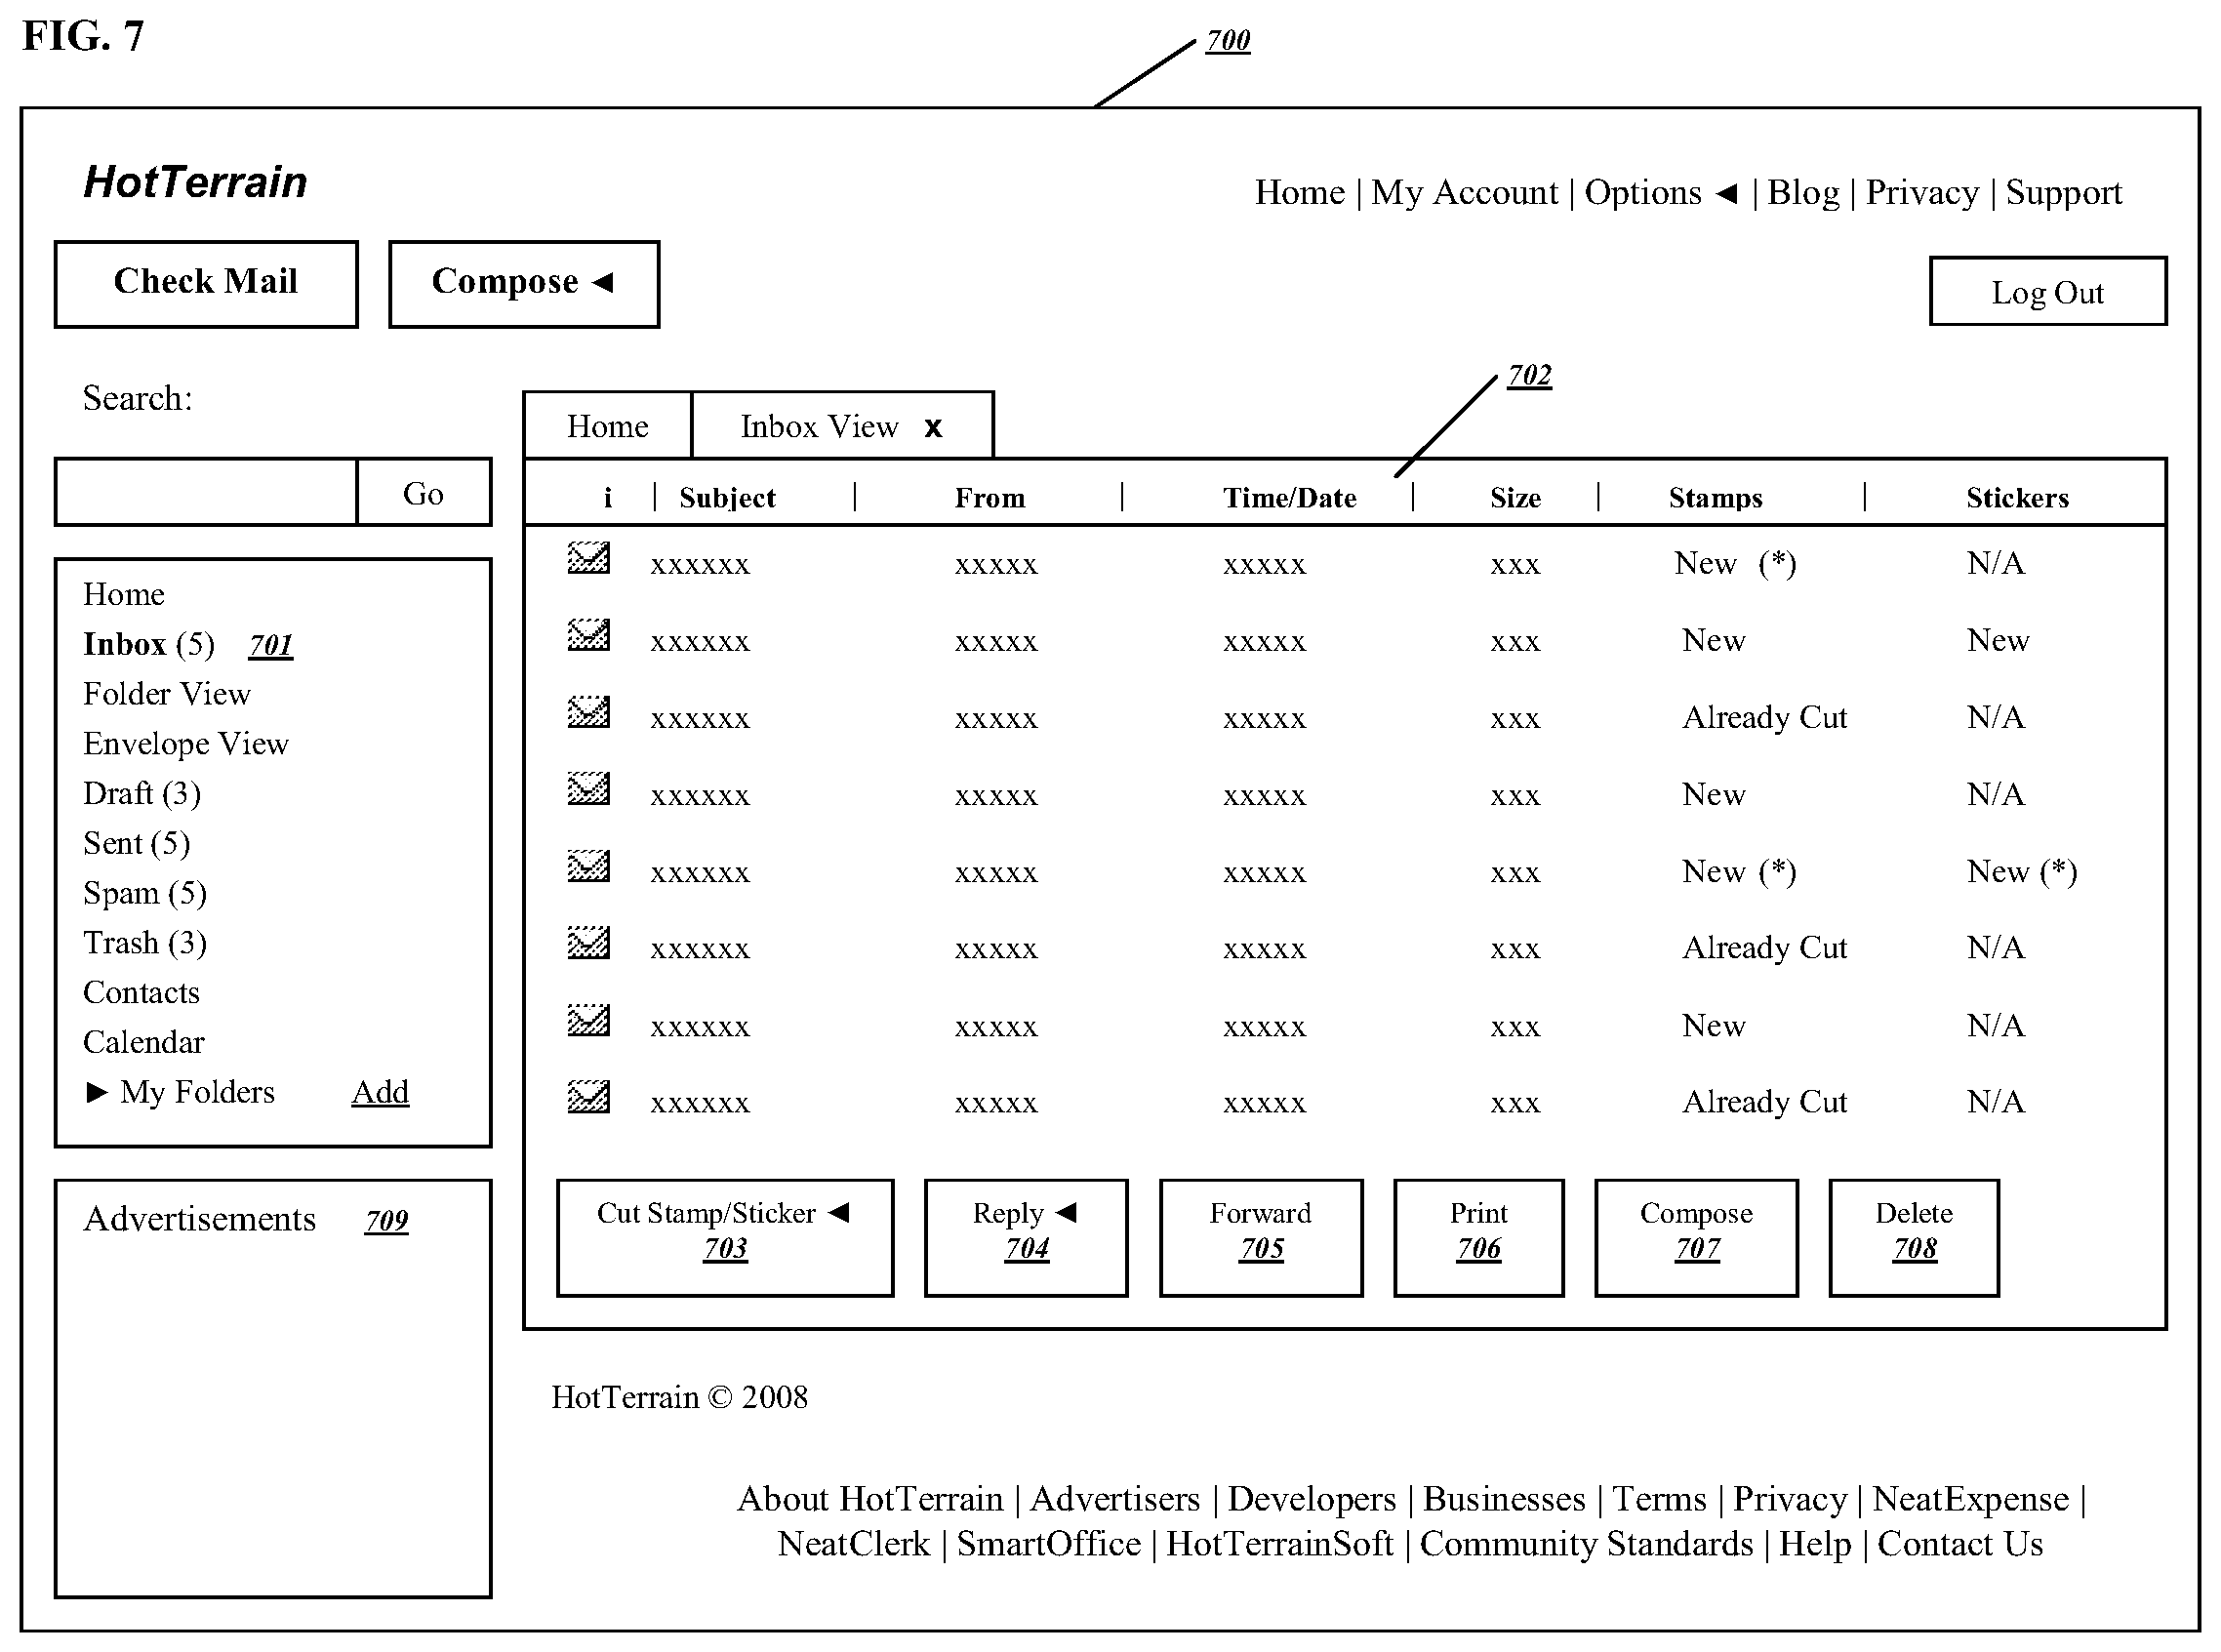 FIG. 7
700
HotTerrain
Home | My Account | Options ◄ | Blog | Privacy | Support
Check Mail
Compose ◄
Log Out
Search:
Go
702
Home
Inbox View x
i | Subject | From | Time/Date | Size | Stamps | Stickers
xxxxxx xxxxx xxxxx xxx New (*) N/A
xxxxxx xxxxx xxxxx xxx New New
xxxxxx xxxxx xxxxx xxx Already Cut N/A
xxxxxx xxxxx xxxxx xxx New N/A
xxxxxx xxxxx xxxxx xxx New (*) New (*)
xxxxxx xxxxx xxxxx xxx Already Cut N/A
xxxxxx xxxxx xxxxx xxx New N/A
xxxxxx xxxxx xxxxx xxx Already Cut N/A
Home
Inbox (5) 701
Folder View
Envelope View
Draft (3)
Sent (5)
Spam (5)
Trash (3)
Contacts
Calendar
► My Folders Add
Advertisements 709
Cut Stamp/Sticker ◄
703
Reply ◄
704
Forward
705
Print
706
Compose
707
Delete
708
HotTerrain © 2008
About HotTerrain | Advertisers | Developers | Businesses | Terms | Privacy | NeatExpense |
NeatClerk | SmartOffice | HotTerrainSoft | Community Standards | Help | Contact Us